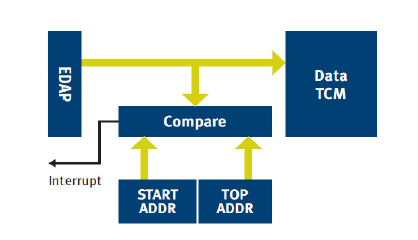 EDAP
Data
TCM
Compare
Interrupt
START
ADDR
TOP
ADDR